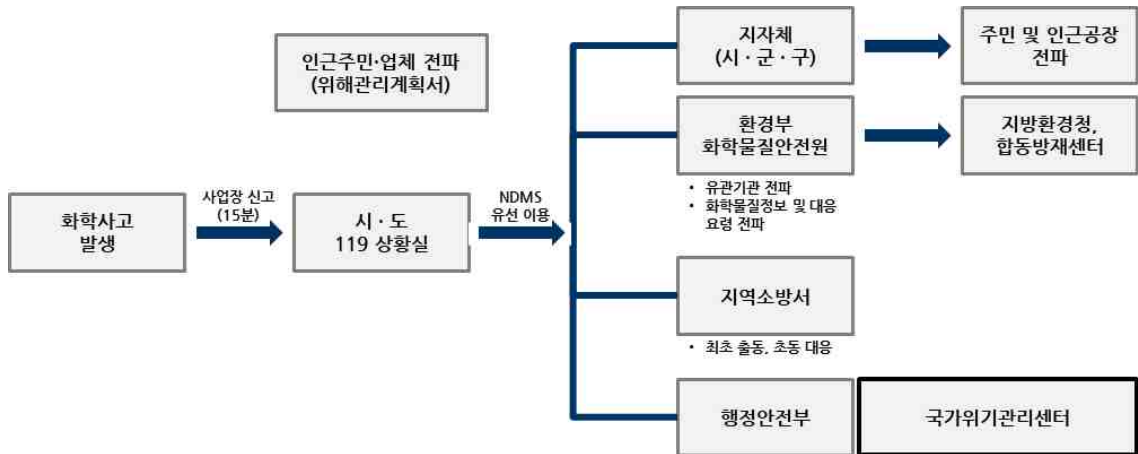 인근주민·업체 전파
(위해관리계획서)
화학사고
발생
사업장 신고
(15분)
시 · 도
119 상황실
NDMS
유선 이용
지자체
(시 · 군 · 구)
주민 및 인근공장
전파
환경부
화학물질안전원
지방환경청,
합동방재센터
• 유관기관 전파
• 화학물질정보 및 대응
요령 전파
지역소방서
• 최초 출동, 초동 대응
행정안전부
국가위기관리센터